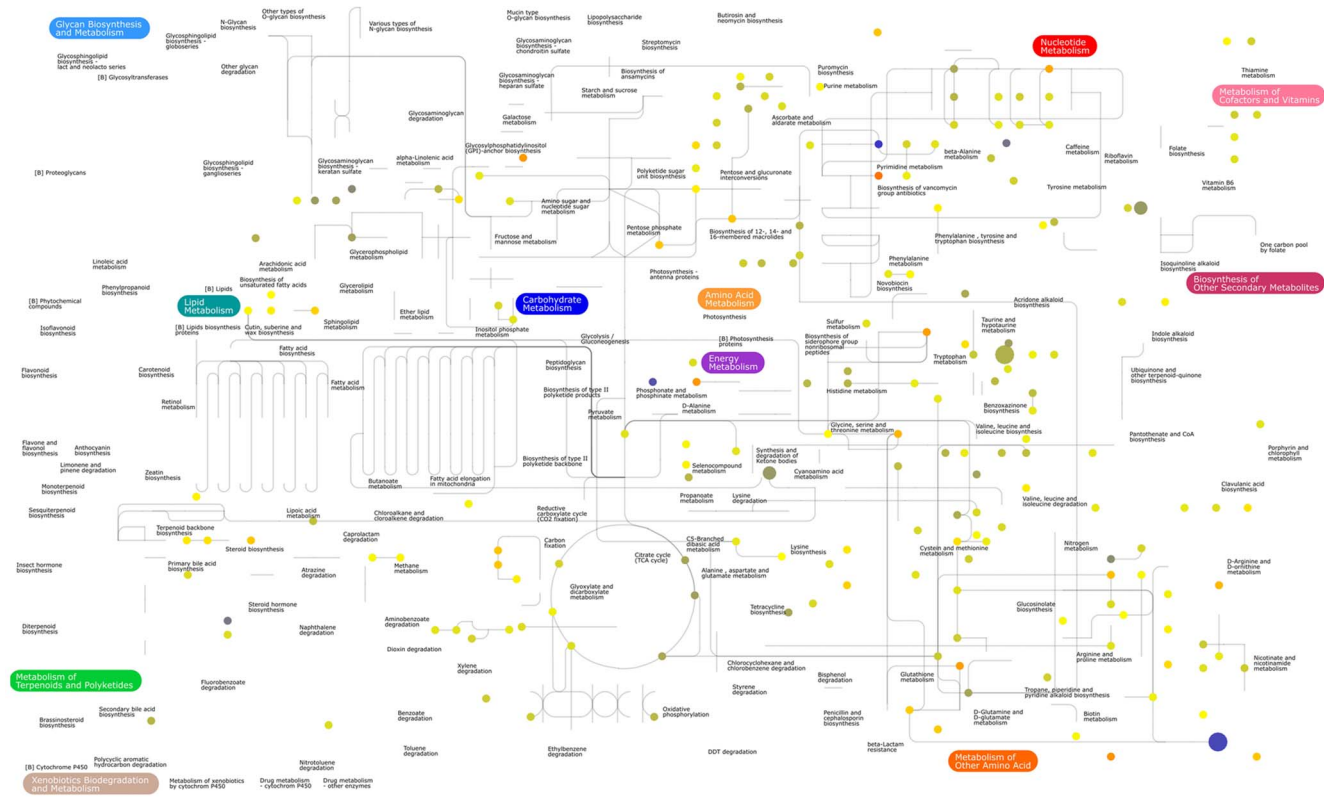 Glycan Biosynthesis
and Metabolism
Other types of
O-glycan biosynthesis
N-Glycan
biosynthesis
Various types of
N-glycan biosynthesis
Mucin type
O-glycan biosynthesis
Lipopolysaccharide
biosynthesis
Butirosin and
neomycin biosynthesis
Glycosphingolipid
biosynthesis -
globoseries
Glycosaminoglycan
biosynthesis -
chondroitin sulfate
Streptomycin
biosynthesis
Nucleotide
Metabolism
Glycosphingolipid
biosynthesis -
lact and neolacto series
[B] Glycosyltransferases
Other glycan
degradation
Glycosaminoglycan
biosynthesis -
heparan sulfate
Biosynthesis of
ansamycins
Starch and sucrose
metabolism
Puromycin
biosynthesis
Purine metabolism
Thiamine
metabolism
Metabolism of
Cofactors and Vitamins
Glycosaminoglycan
degradation
Galactose
metabolism
Ascorbate and
aldarate metabolism
Glycosylphosphatidylinositol
(GPI)-anchor biosynthesis
Caffeine
metabolism
Riboflavin
metabolism
Folate
biosynthesis
beta-Alanine
metabolism
[B] Proteoglycans
Glycosphingolipid
biosynthesis -
ganglioseries
Glycosaminoglycan
biosynthesis -
keratan sulfate
alpha-Linolenic acid
metabolism
Polyketide sugar
unit biosynthesis
Pentose and glucuronate
interconversions
Pyrimidine metabolism
Biosynthesis of vancomycin
group antibiotics
Tyrosine metabolism
Vitamin B6
metabolism
Amino sugar and
nucleotide sugar
metabolism
Fructose and
mannose metabolism
Pentose phosphate
metabolism
Biosynthesis of 12-, 14- and
16-membered macrolides
Phenylalanine , tyrosine and
tryptophan biosynthesis
One carbon pool
by folate
Glycerophospholipid
metabolism
Linoleic acid
metabolism
Arachidonic acid
metabolism
Phenylalanine
metabolism
Isoquinoline alkaloid
biosynthesis
Photosynthesis -
antenna proteins
Novobiocin
biosynthesis
Biosynthesis of
Other Secondary Metabolites
Phenylpropanoid
biosynthesis
[B] Lipids
Biosynthesis of
unsaturated fatty acids
Glycerolipid
metabolism
[B] Phytochemical
compounds
Lipid
Metabolism
Carbohydrate
Metabolism
Amino Acid
Metabolism
Acridone alkaloid
biosynthesis
Ether lipid
metabolism
Photosynthesis
Isoflavonoid
biosynthesis
[B] Lipids biosynthesis
proteins
Cutin, suberine and
wax biosynthesis
Sphingolipid
metabolism
Inositol phosphate
metabolism
Glycolysis /
Gluconeogenesis
[B] Photosynthesis
proteins
Sulfur
metabolism
Biosynthesis of
siderophore group
nonribosomal
peptides
Taurine and
hypotaurine
metabolism
Indole alkaloid
biosynthesis
Fatty acid
biosynthesis
Energy
Metabolism
Tryptophan
metabolism
Flavonoid
biosynthesis
Carotenoid
biosynthesis
Peptidoglycan
biosynthesis
Ubiquinone and
other terpenoid-quinone
biosynthesis
Fatty acid
metabolism
Biosynthesis of type II
polyketide products
Phosphonate and
phosphinate metabolism
Histidine metabolism
Retinol
metabolism
Pyruvate
metabolism
D-Alanine
metabolism
Benzoxazinone
biosynthesis
Glycine, serine and
threonine metabolism
Valine, leucine and
isoleucine biosynthesis
Pantothenate and CoA
biosynthesis
Flavone and
flavonol
biosynthesis
Anthocyanin
biosynthesis
Limonene and
pinene degradation
Biosynthesis of type II
polyketide backbone
Selenocompound
metabolism
Synthesis and
degradation of
Ketone bodies
Cyanoamino acid
metabolism
Porphyrin and
chlorophyll
metabolism
Zeatin
biosynthesis
Butanoate
metabolism
Fatty acid elongation
in mitochondria
Monoterpenoid
biosynthesis
Propanoate
metabolism
Lysine
degradation
Valine, leucine and
isoleucine degradation
Clavulanic acid
biosynthesis
Sesquiterpenoid
biosynthesis
Lipoic acid
metabolism
Chloroalkane and
chloroalkene degradation
Reductive
carboxylate cycle
(CO2 fixation)
Terpenoid backbone
biosynthesis
Steroid biosynthesis
Caprolactam
degradation
Carbon
fixation
C5-Branched
dibasic acid
metabolism
Lysine
biosynthesis
Cystein and methionine
metabolism
Nitrogen
metabolism
Insect hormone
biosynthesis
Primary bile acid
biosynthesis
Atrazine
degradation
Methane
metabolism
Citrate cycle
(TCA cycle)
Alanine , aspartate and
glutamate metabolism
D-Arginine and
D-ornithine
metabolism
Glyoxylate and
dicarboxylate
metabolism
Steroid hormone
biosynthesis
Tetracycline
biosynthesis
Glucosinolate
biosynthesis
Diterpenoid
biosynthesis
Naphthalene
degradation
Aminobenzoate
degradation
Dioxin degradation
Arginine and
proline metabolism
Nicotinate and
nicotinamide
metabolism
Metabolism of
Terpenoids and Polyketides
Fluorobenzoate
degradation
Xylene
degradation
Chlorocyclohexane and
chlorobenzene degradation
Bisphenol
degradation
Glutathione
metabolism
Styrene
degradation
Tropane, piperidine and
pyridine alkaloid biosynthesis
Brassinosteroid
biosynthesis
Secondary bile acid
biosynthesis
Benzoate
degradation
Oxidative
phosphorylation
Penicillin and
cephalosporin
biosynthesis
D-Glutamine and
D-glutamate
metabolism
Biotin
metabolism
Toluene
degradation
Ethylbenzene
degradation
DDT degradation
beta-Lactam
resistance
Metabolism of
Other Amino Acid
[B] Cytochrome P450
Polycyclic aromatic
hydrocarbon degradation
Nitrotoluene
degradation
Xenobiotics Biodegradation
and Metabolism
Metabolism of xenobiotics
by cytochrom P450
Drug metabolism
- cytochrom P450
Drug metabolism
- other enzymes